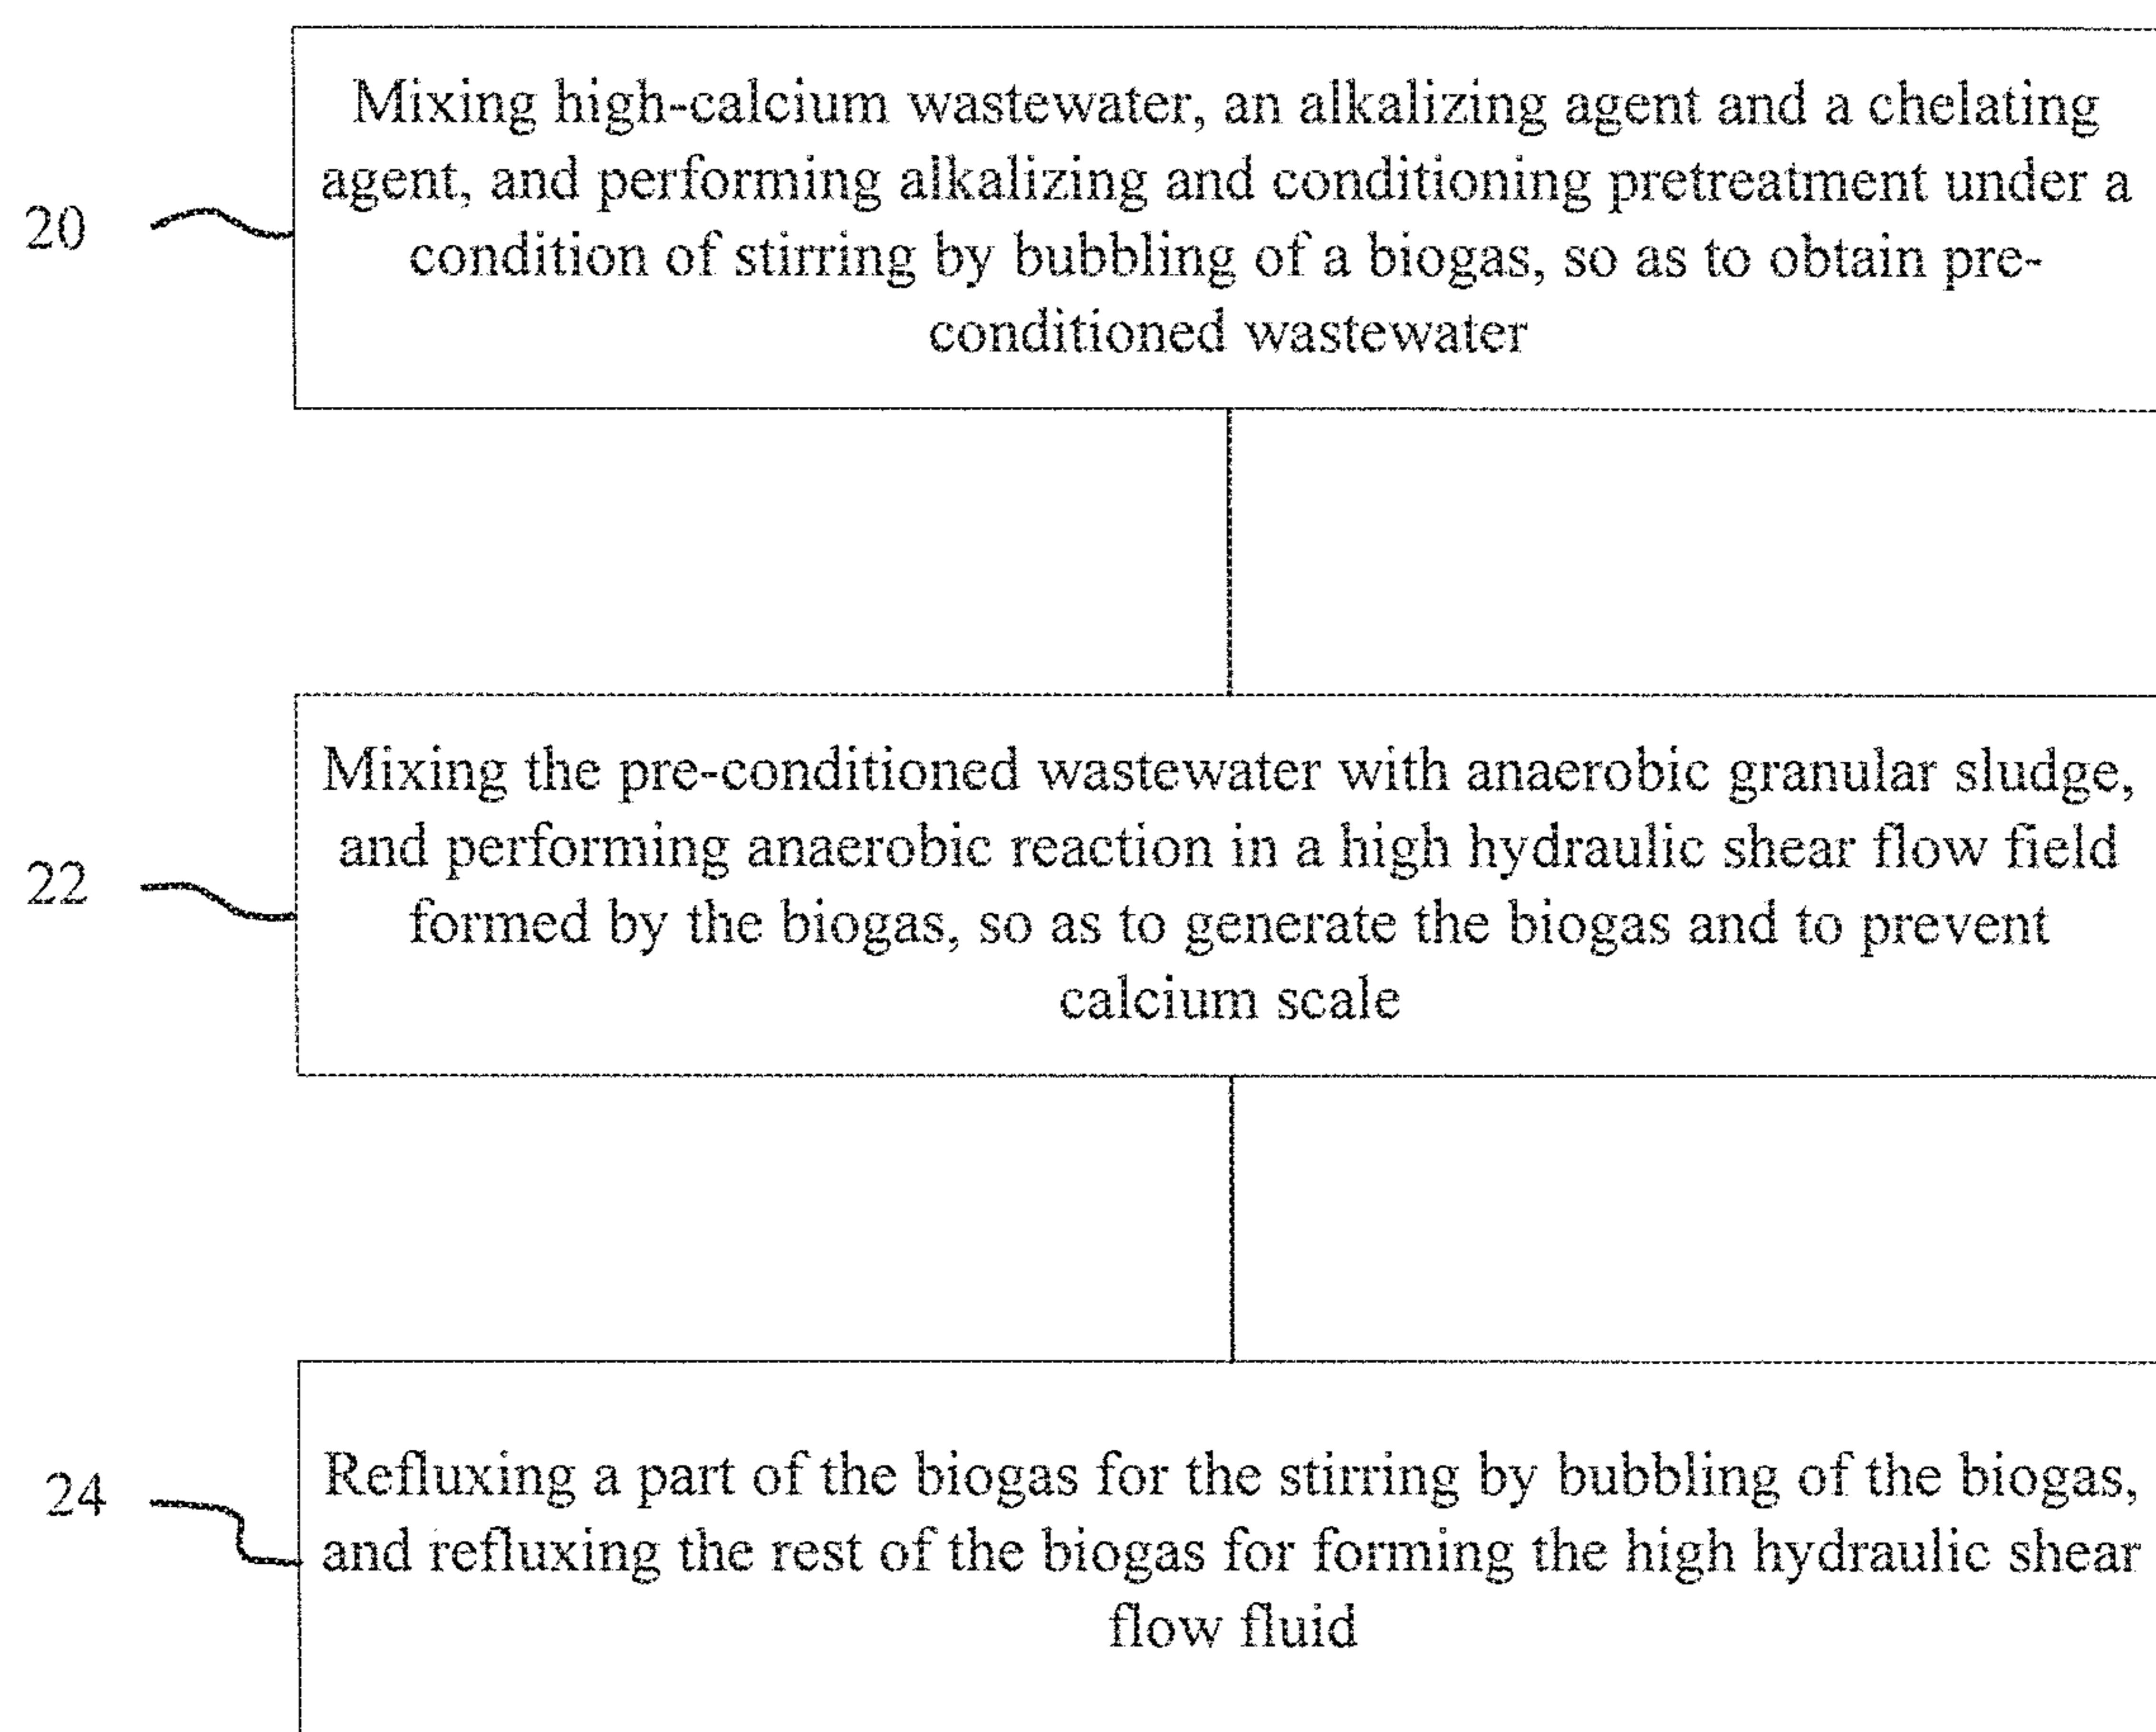 Mixing high-calcium wastewater, an alkalizing agent and a chelating
agent, and performing alkalizing and conditioning pretreatment under a
20
condition of stirring by bubbling of a biogas, so as to obtain pre-
conditioned wastewater
Mixing the pre-conditioned wastewater with anaerobic granular sludge,
and performing anaerobic reaction in a high hydraulic shear flow field
22
formed by the biogas, so as to generate the biogas and to prevent
calcium scale
Refluxing a part of the biogas for the stirring by bubbling of the biogas,
24
and refluxing the rest of the biogas for forming the high hydraulic shear
flow fluid